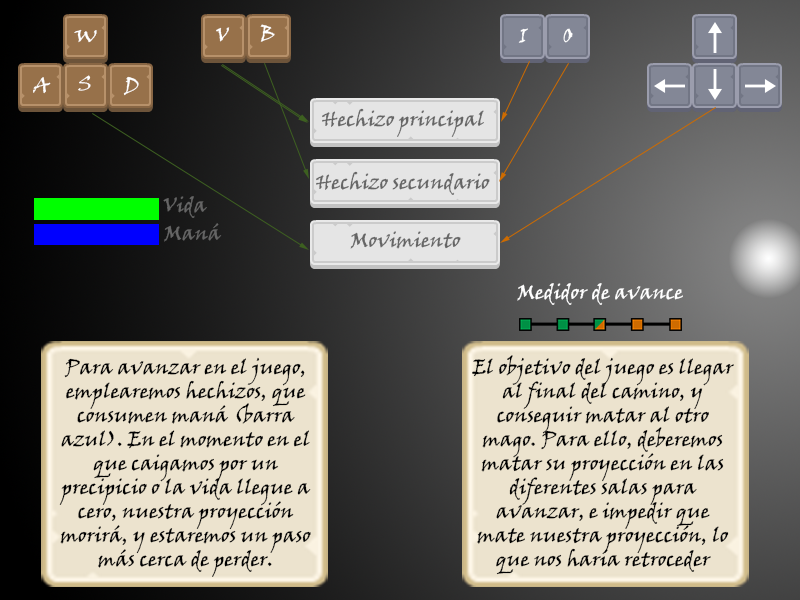 W
A S D
V B
I O
Hechizo principal
Hechizo secundario
Movimiento
Vida
Maná
Medidor de avance
Para avanzar en el juego,
emplearemos hechizos, que
consumen maná (barra
azul). En el momento en el
que caigamos por un
precipicio o la vida llegue a
cero, nuestra proyección
morirá, y estaremos un paso
más cerca de perder.
El objetivo del juego es llegar
al final del camino, y
conseguir matar al otro
mago. Para ello, deberemos
matar su proyección en las
diferentes salas para
avanzar, e impedir que
mate nuestra proyección, lo
que nos haría retroceder